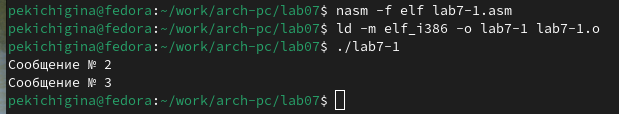 pekichigina@fedora:~/work/arch-pc/lab07$ nasm -f elf lab7-1.asm
pekichigina@fedora:~/work/arch-pc/lab07$ ld -m elf_i386 -o lab7-1 lab7-1.o
pekichigina@fedora:~/work/arch-pc/lab07$ ./lab7-1
Сообщение № 2
Сообщение № 3
pekichigina@fedora:~/work/arch-pc/lab07$